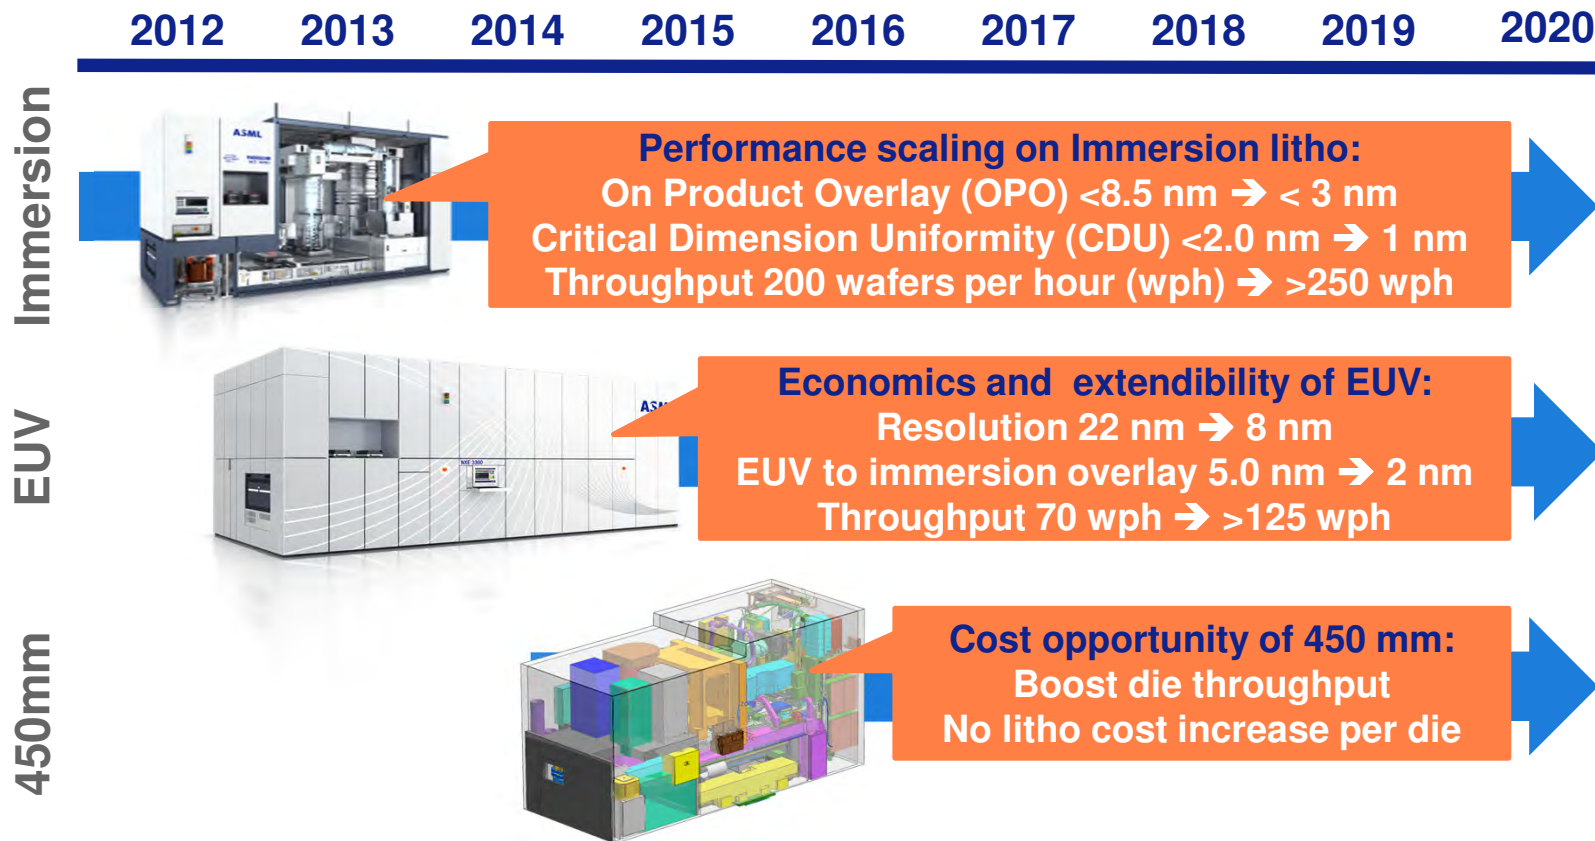 2012 2013 2014 2015 2016 2017 2018 2019 2020
Immersion
ASML
Performance scaling on Immersion litho:
On Product Overlay (OPO) <8.5 nm ➔ < 3 nm
Critical Dimension Uniformity (CDU) <2.0 nm ➔ 1 nm
Throughput 200 wafers per hour (wph) ➔ >250 wph
EUV
ASML
NXE 3300
Economics and  extendibility of EUV:
Resolution 22 nm ➔ 8 nm
EUV to immersion overlay 5.0 nm ➔ 2 nm
Throughput 70 wph ➔ >125 wph
450mm
Cost opportunity of 450 mm:
Boost die throughput
No litho cost increase per die